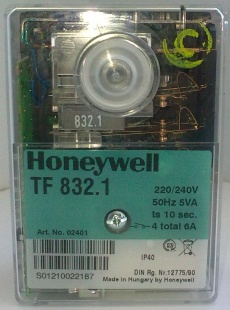 832.1
Honeywell
TF 832.1
220/240V
50Hz 5VA
ts 10 sec.
4 total 6A
Art. No. 02401
IP40
DIN Rg. Nr.12775/90
S01210022187 Made in Hungary by Honeywell